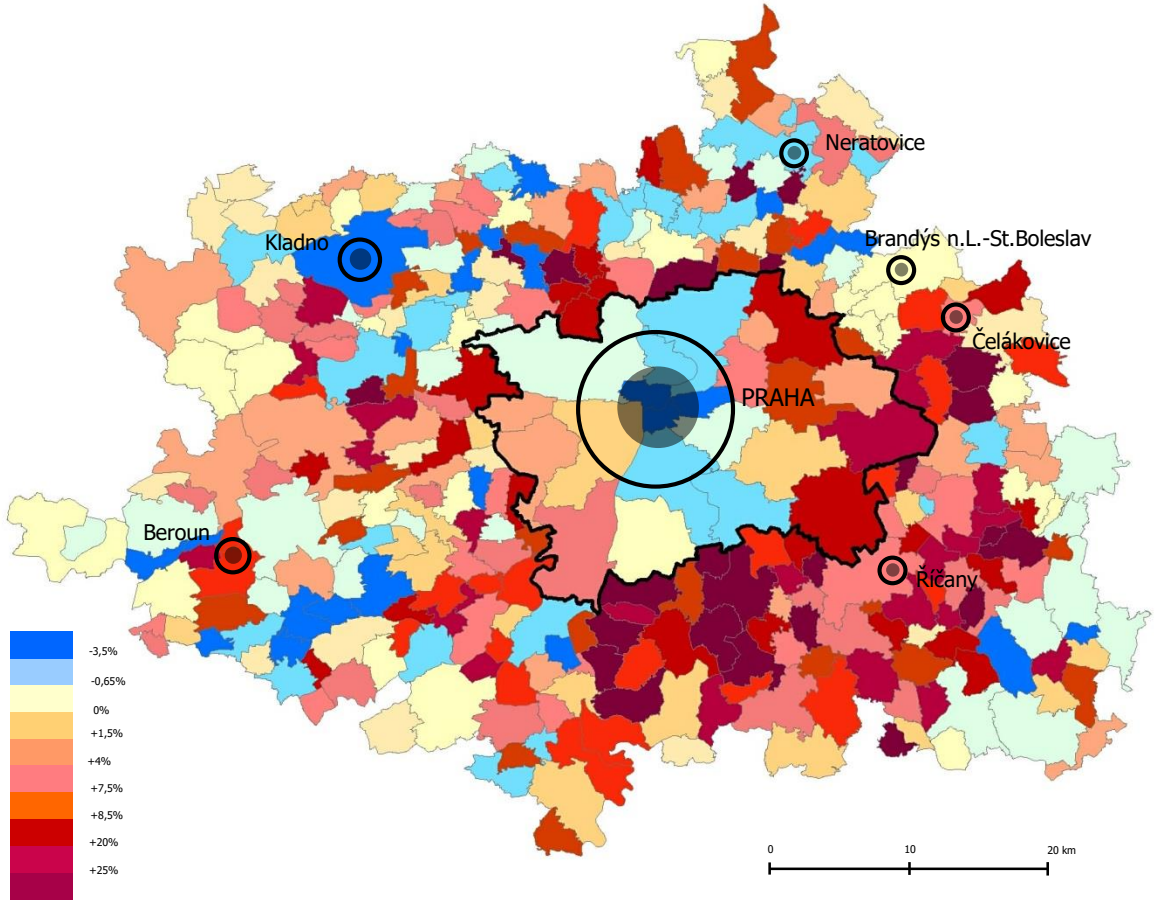 Neratovice
Kladno
Brandýs n.L.-St.Boleslav
Čelákovice
PRAHA
Beroun
Říčany
-3,5%
-0,65%
0%
+1,5%
+4%
+7,5%
+8,5%
+20%
+25%
0 10 20 km